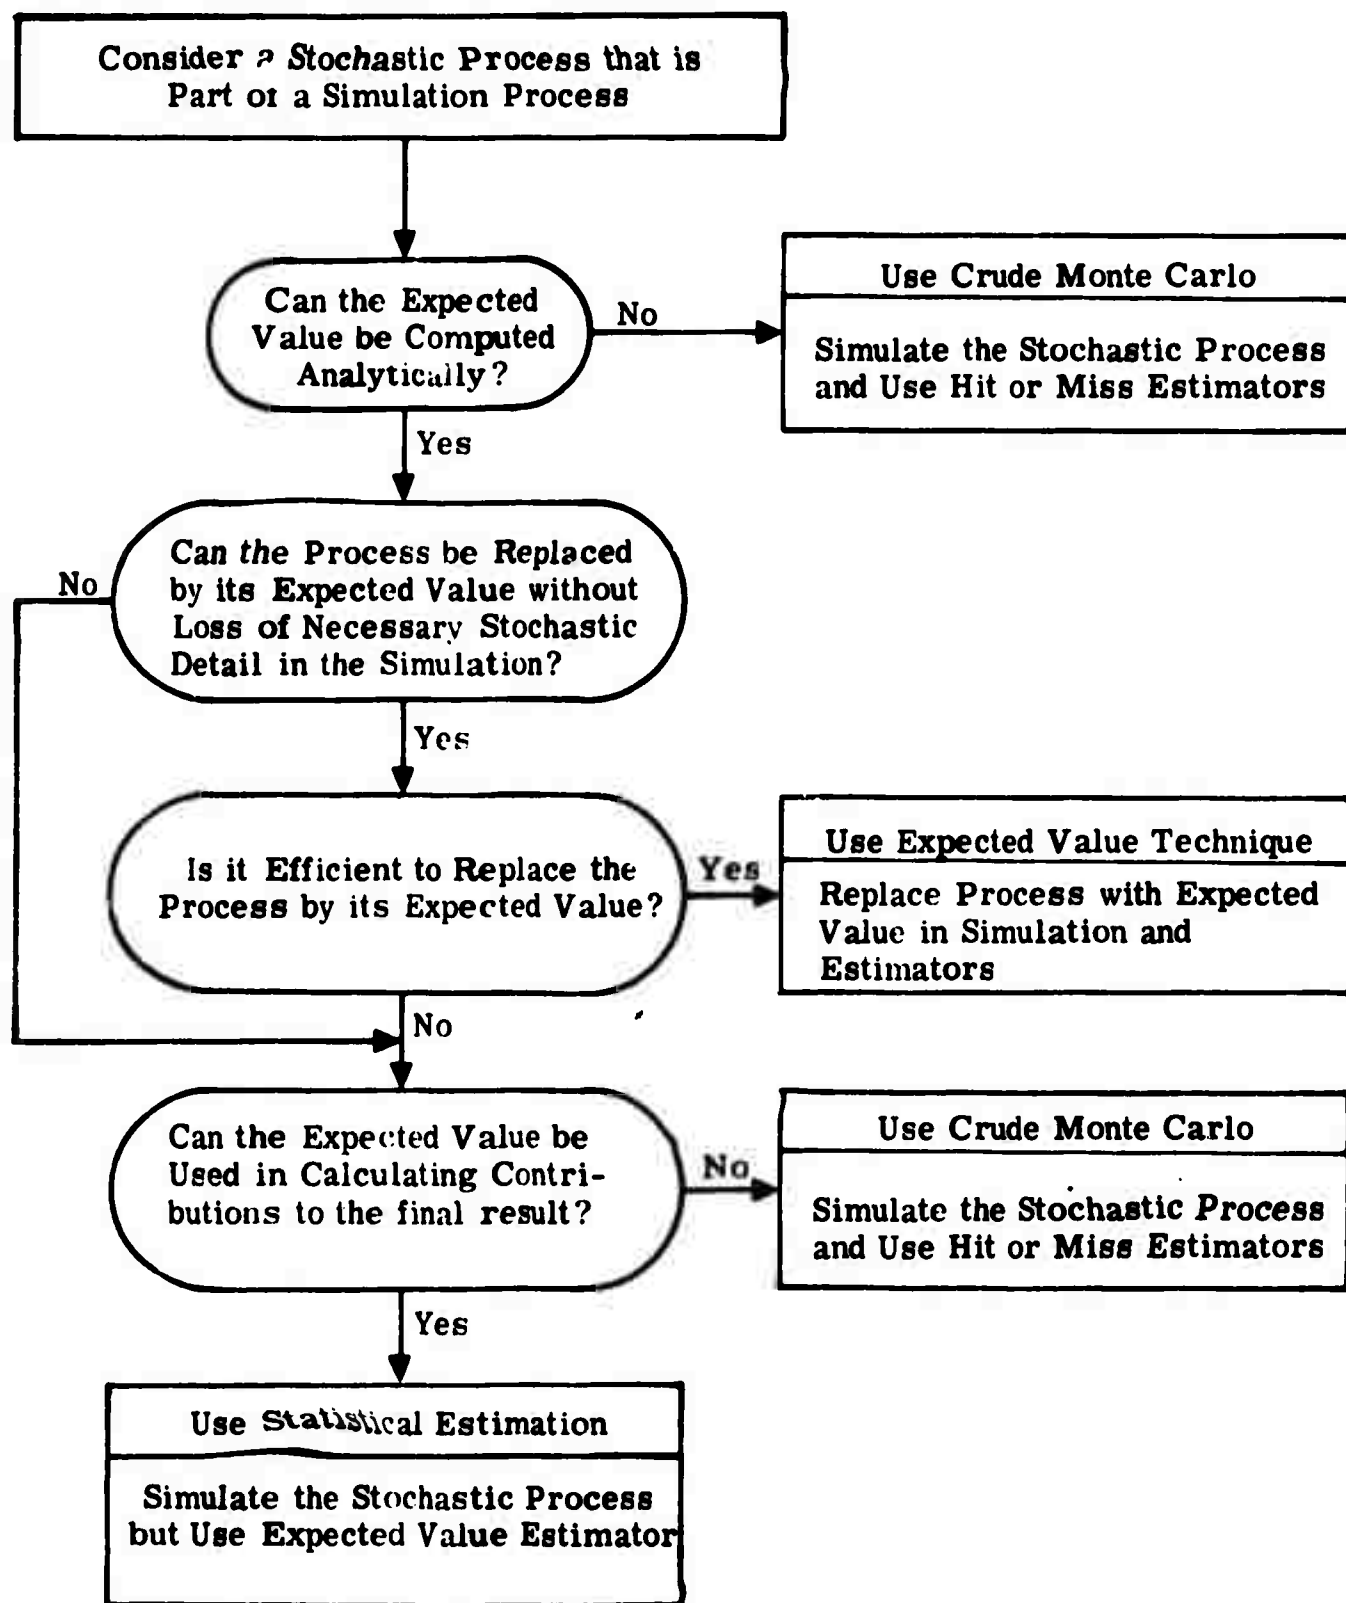 Consider a Stochastic Process that is
Part of a Simulation Process
Can the Expected
Value be Computed
Analytically?
No
Use Crude Monte Carlo
Simulate the Stochastic Process
and Use Hit or Miss Estimators
Yes
Can the Process be Replaced
by its Expected Value without
Loss of Necessary Stochastic
Detail in the Simulation?
No
Yes
Is it Efficient to Replace the
Process by its Expected Value?
Yes
Use Expected Value Technique
Replace Process with Expected
Value in Simulation and
Estimators
No
Can the Expected Value be
Used in Calculating Contri-
butions to the final result?
No
Use Crude Monte Carlo
Simulate the Stochastic Process
and Use Hit or Miss Estimators
Yes
Use Statistical Estimation
Simulate the Stochastic Process
but Use Expected Value Estimator